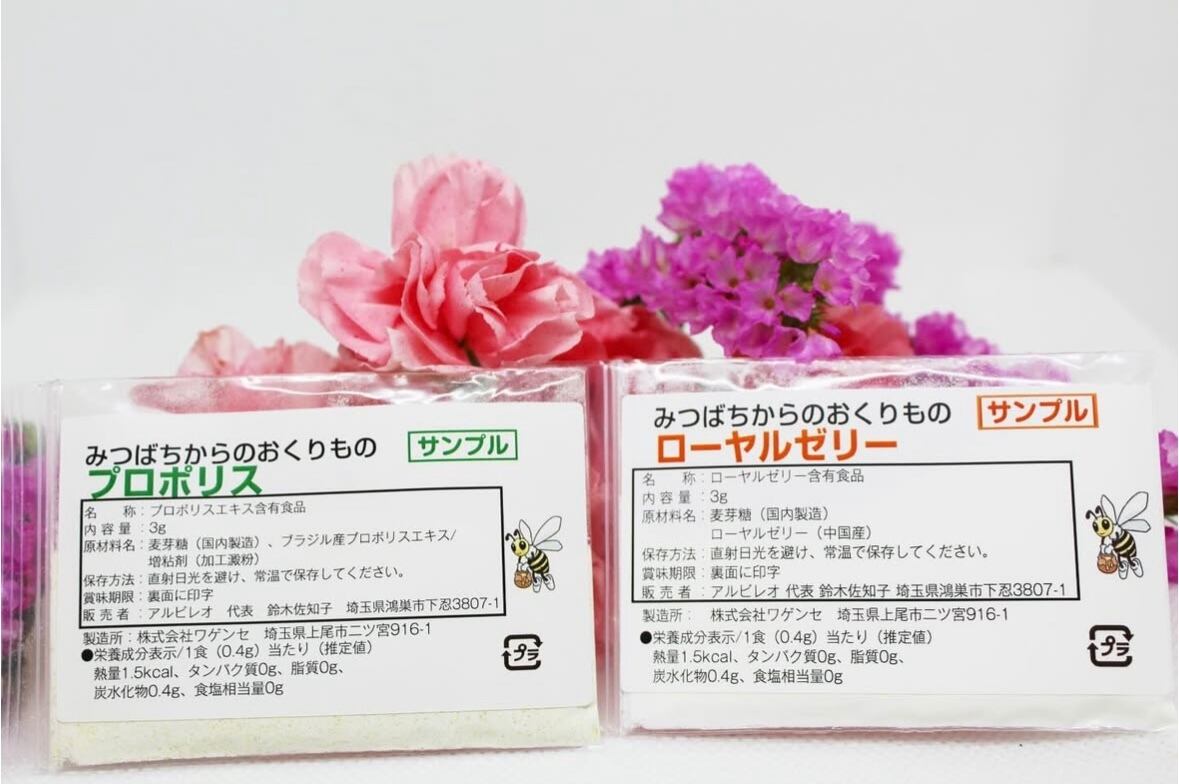 みつばちからのおくりもの
サンプル
プロポリス
名　　称：プロポリスエキス含有食品
内容量：3g
原材料名：麦芽糖（国内製造）、ブラジル産プロポリスエキス/
増粘剤（加工澱粉）
保存方法：直射日光を避け、常温で保存してください。
賞味期限：裏面に印字
販売者：アルビレオ　代表　鈴木佐知子　埼玉県鴻巣市下忍3807-1
製造所：株式会社ワゲンセ　埼玉県上尾市二ツ宮916-1
●栄養成分表示/1食（0.4g）当たり（推定値）
熱量1.5kcal、タンパク質0g、脂質0g、
炭水化物0.4g、食塩相当量0g
プラ
みつばちからのおくりもの
サンプル
ローヤルゼリー
名　　称：ローヤルゼリー含有食品
内容量：3g
原材料名：麦芽糖（国内製造）
ローヤルゼリー（中国産）
保存方法：直射日光を避け、常温で保存してください。
賞味期限：裏面に印字
販売者：アルビレオ 代表 鈴木佐知子 埼玉県鴻巣市下忍3807-1
製造所：　株式会社ワゲンセ　埼玉県上尾市二ツ宮916-1
●栄養成分表示/1食（0.4g）当たり（推定値）
熱量1.5kcal、タンパク質0g、脂質0g、
炭水化物0.4g、食塩相当量0g
プラ